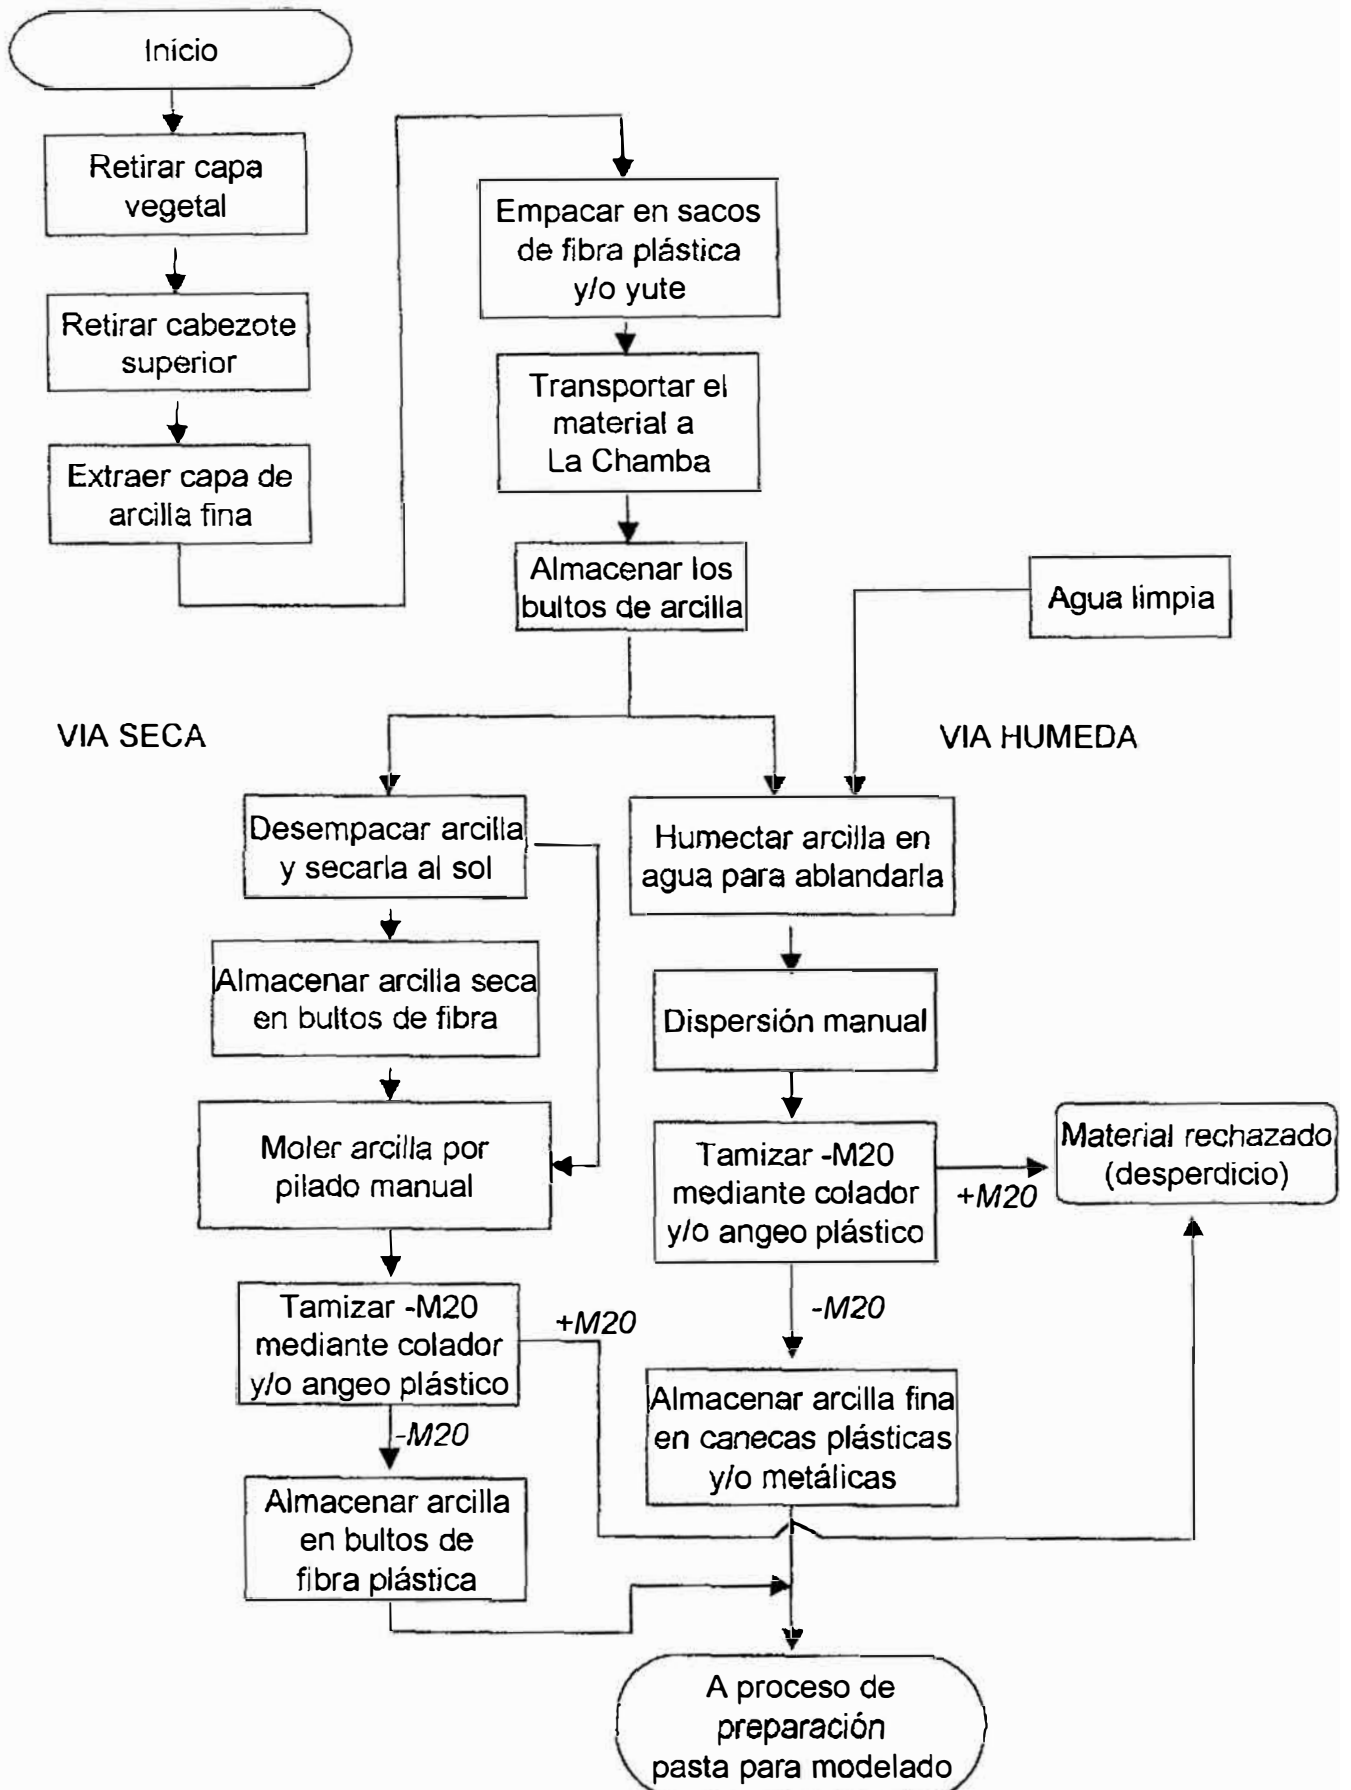 Início
Retirar capa
vegetal
Retirar cabezote
superior
Extraer capa de
arcilla fina
Empacar en sacos
de fibra plástica
y/o yute
Transportar el
material a
La Chamba
Almacenar los
bultos de arcilla
Agua limpia
VIA SECA
VIA HUMEDA
Desempacar arcilla
y secarla al sol
Almacenar arcilla seca
en bultos de fibra
Moler arcilla por
pilado manual
Tamizar -M20
mediante colador
y/o angeo plástico
+M20
-M20
Almacenar arcilla
en bultos de
fibra plástica
Humectar arcilla en
agua para ablandarla
Dispersión manual
Tamizar -M20
mediante colador
y/o angeo plástico
+M20
Material rechazado
(desperdicio)
-M20
Almacenar arcilla fina
en canecas plásticas
y/o metálicas
A proceso de
preparación
pasta para modelado